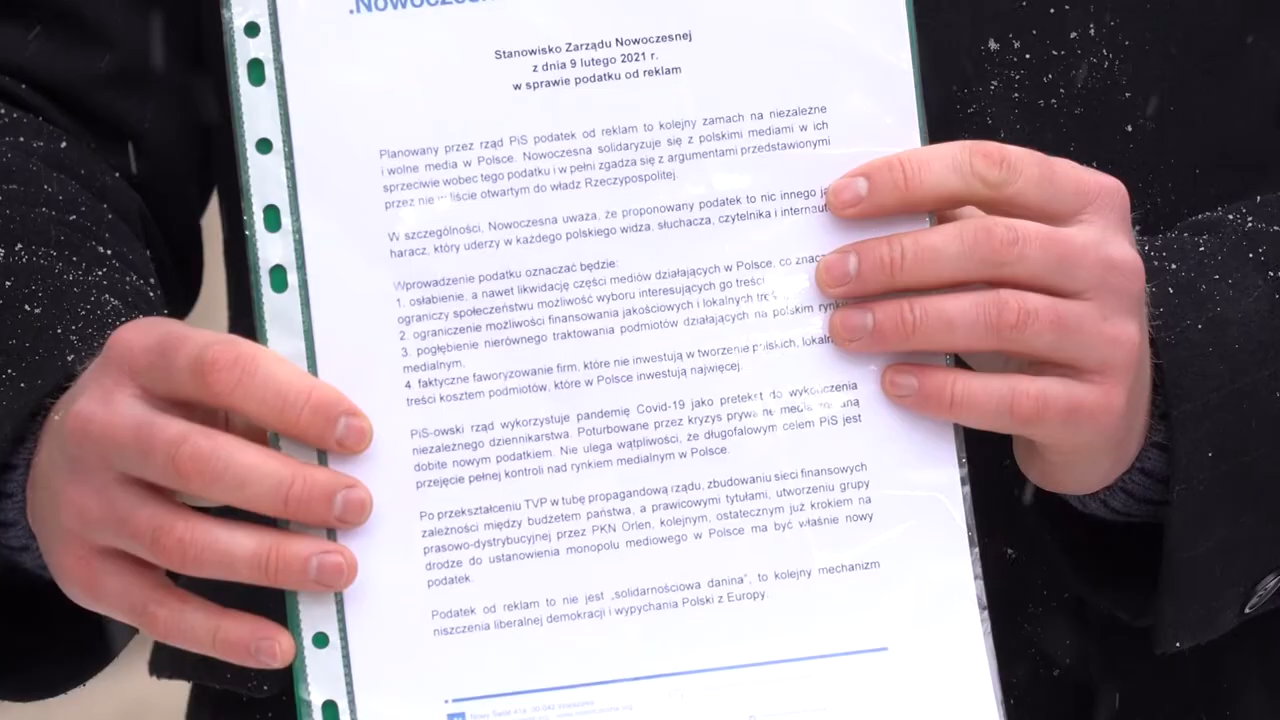 .Nowoczesn
Stanowisko Zarządu Nowoczesnej
z dnia 9 lutego 2021 r.
w sprawie podatku od reklam
Planowany przez rząd PiS podatek od reklam to kolejny zamach na niezależne
i wolne media w Polsce. Nowoczesna solidaryzuje się z polskimi mediami w ich
sprzeciwie wobec tego podatku i w pełni zgadza się z argumentami przedstawionymi
przez nie w liście otwartym do władz Rzeczypospolitej.
W szczególności, Nowoczesna uważa, że proponowany podatek to nic innego
haracz, który uderzy w każdego polskiego widza, słuchacza, czytelnika i internaut
Wprowadzenie podatku oznaczać będzie:
1. osłabienie, a nawet likwidację części mediów działających w Polsce, co znacz
ograniczy społeczeństwu możliwość wyboru interesujących go treści
2. ograniczenie możliwości finansowania jakościowych i lokalnych
3. pogłębienie nierównego traktowania podmiotów działających na polskim rynk
medialnym,
4 faktyczne faworyzowanie firm, które nie inwestują w tworzenie polskich, lokaln
treści kosztem podmiotów, które w Polsce inwestują najwięcej.
PiS-owski rząd wykorzystuje pandemię Covid-19 jako pretekst do wykończenia
niezależnego dziennikarstwa. Poturbowane przez kryzys prywatne media zostaną
dobite nowym podatkiem. Nie ulega wątpliwości, że długofalowym celem PiS jest
przejęcie pełnej kontroli nad rynkiem medialnym w Polsce.
Po przekształceniu TVP w tubę propagandową rządu, zbudowaniu sieci finansowych
zależności między budżetem państwa, a prawicowymi tytułami, utworzeniu grupy
prasowo-dystrybucyjnej przez PKN Orlen, kolejnym, ostatecznym już krokiem na
drodze do ustanowienia monopolu mediowego w Polsce ma być właśnie nowy
podatek.
Podatek od reklam to nie jest „solidarnościowa danina”, to kolejny mechanizm
niszczenia liberalnej demokracji i wypychania Polski z Europy.
Nowy Świat